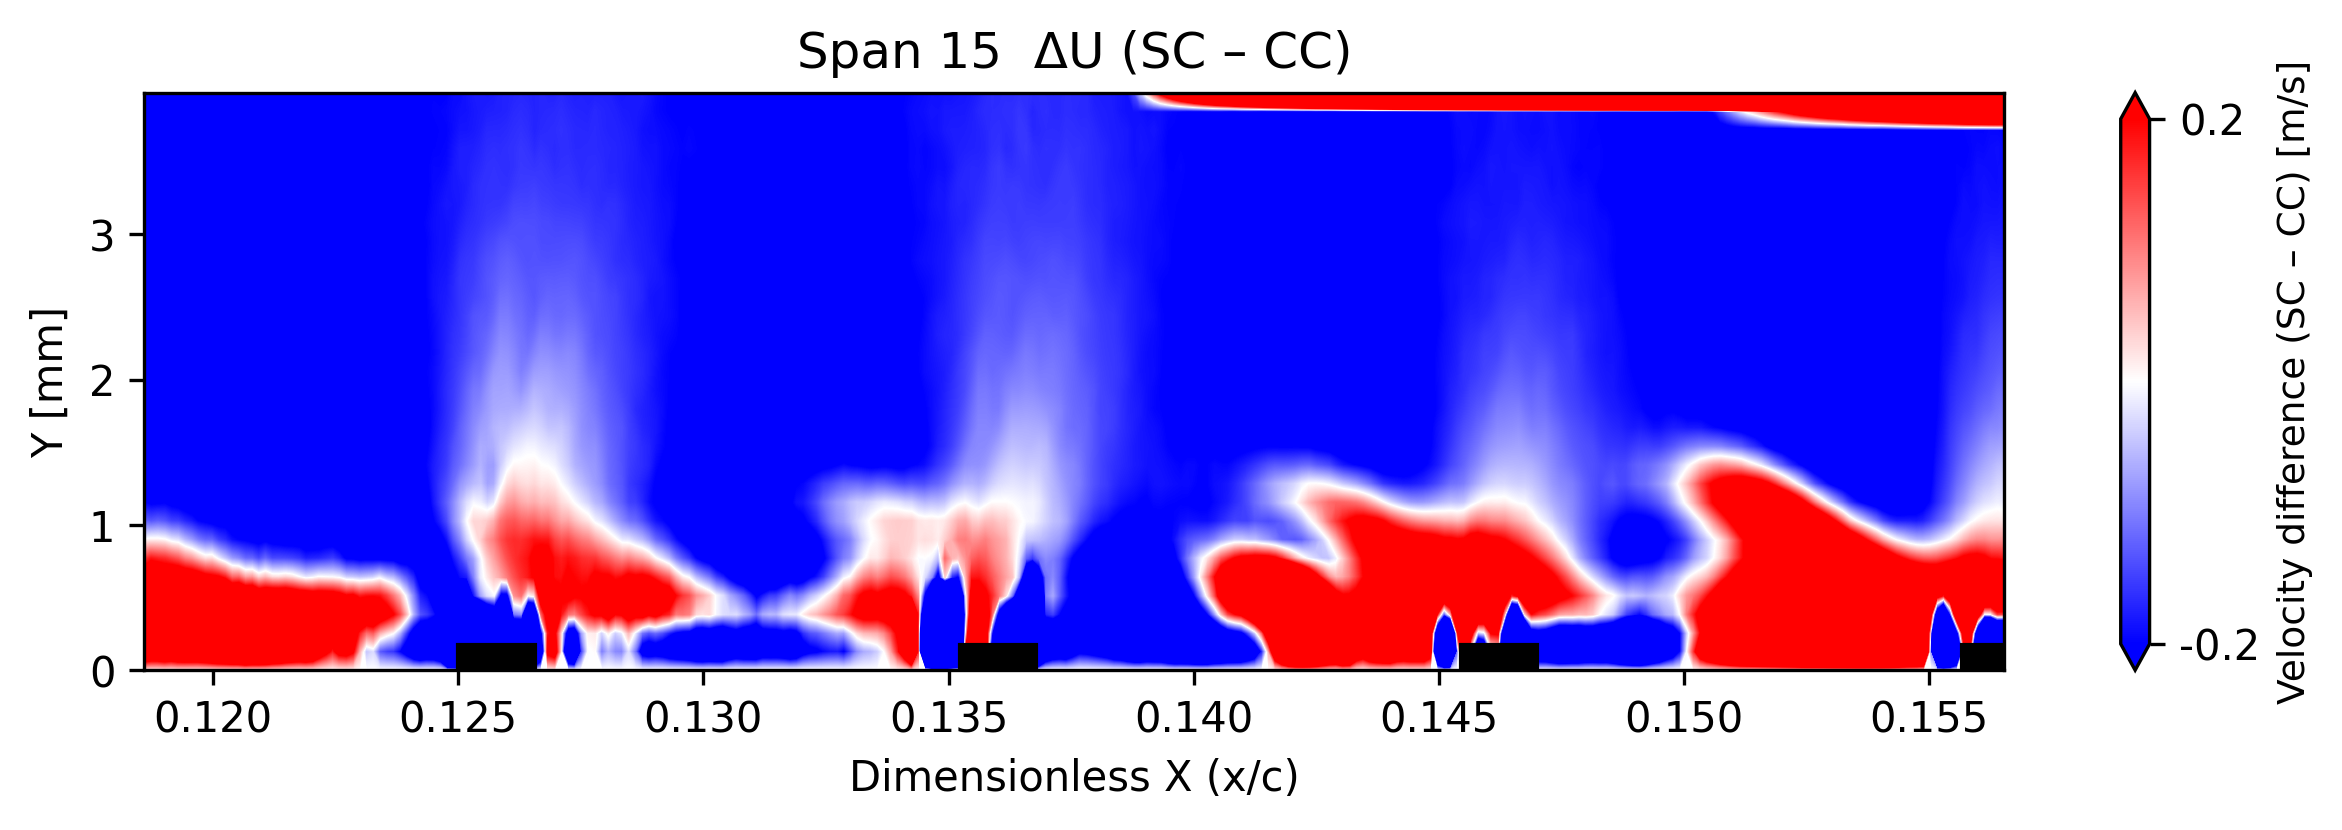 Span 15  ΔU (SC – CC)
Y [mm]
3
2
1
0
0.120 0.125 0.130 0.135 0.140 0.145 0.150 0.155
Dimensionless X (x/c)
0.2
-0.2
Velocity difference (SC – CC) [m/s]